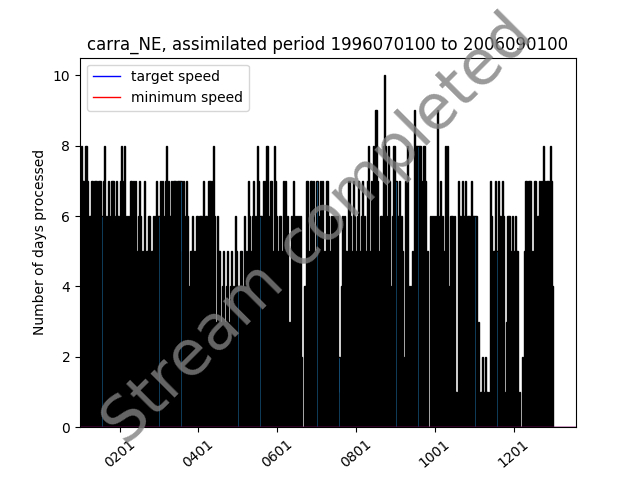 carra_NE, assimilated period 1996070100 to 2006090100
10
8
6
4
2
0
Number of days processed
target speed
minimum speed
Stream completed
0201
0401
0601
0801
1001
1201